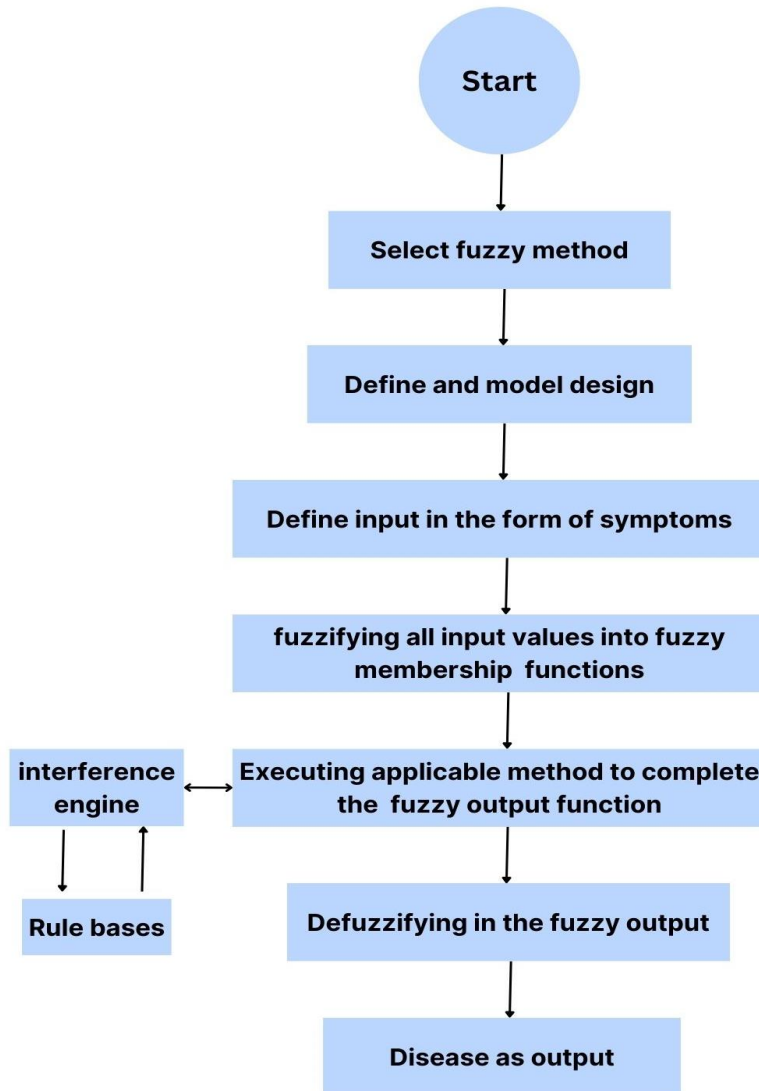 Start
Select fuzzy method
Define and model design
Define input in the form of symptoms
fuzzifying all input values into fuzzy
membership functions
interference
engine
Executing applicable method to complete
the fuzzy output function
Rule bases
Defuzzifying in the fuzzy output
Disease as output